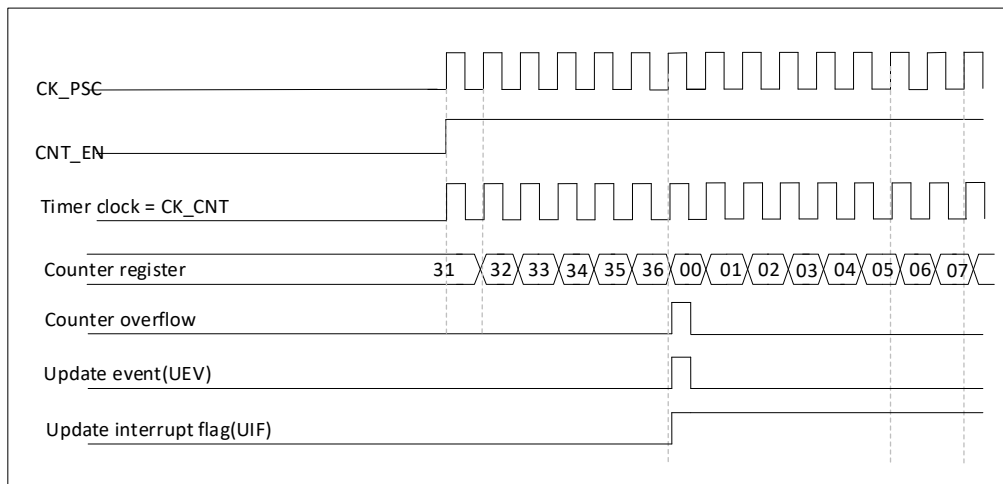 CK_PSC
CNT_EN
Timer clock = CK_CNT
Counter register 31 32 33 34 35 36 00 01 02 03 04 05 06 07
Counter overflow
Update event(UEV)
Update interrupt flag(UIF)